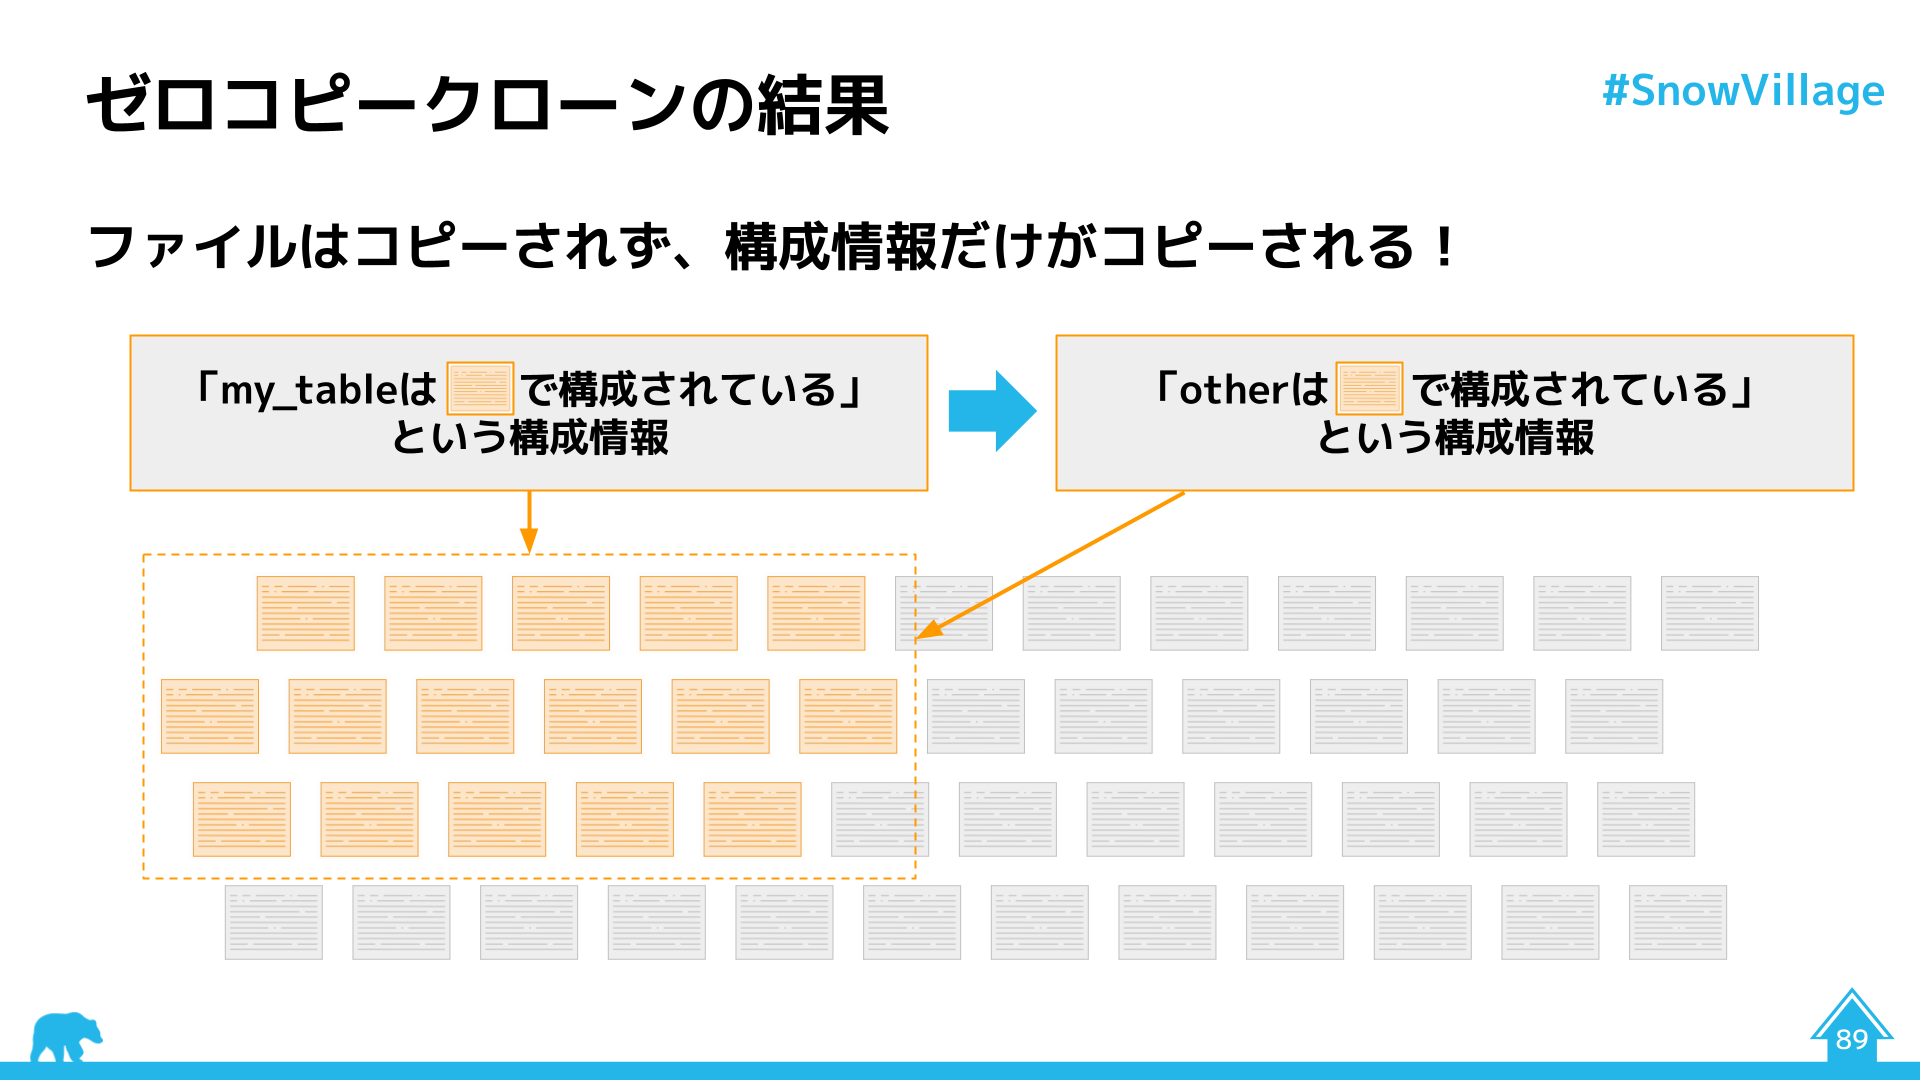 ゼロコピークローンの結果
#SnowVillage
ファイルはコピーされず、構成情報だけがコピーされる！
「my_tableは で構成されている」
という構成情報
「otherは で構成されている」
という構成情報
89